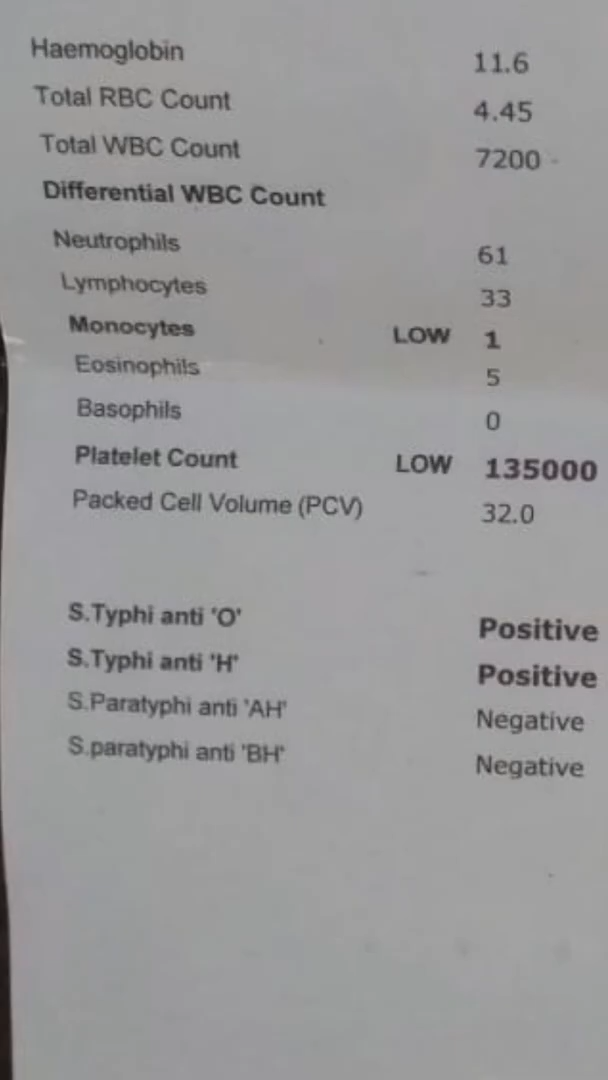 Haemoglobin 11.6
Total RBC Count 4.45
Total WBC Count 7200
Differential WBC Count
Neutrophils 61
Lymphocytes 33
Monocytes LOW 1
Eosinophils 5
Basophils 0
Platelet Count LOW 135000
Packed Cell Volume (PCV) 32.0
S.Typhi anti 'O' Positive
S.Typhi anti 'H' Positive
S.Paratyphi anti 'AH' Negative
S.paratyphi anti 'BH' Negative